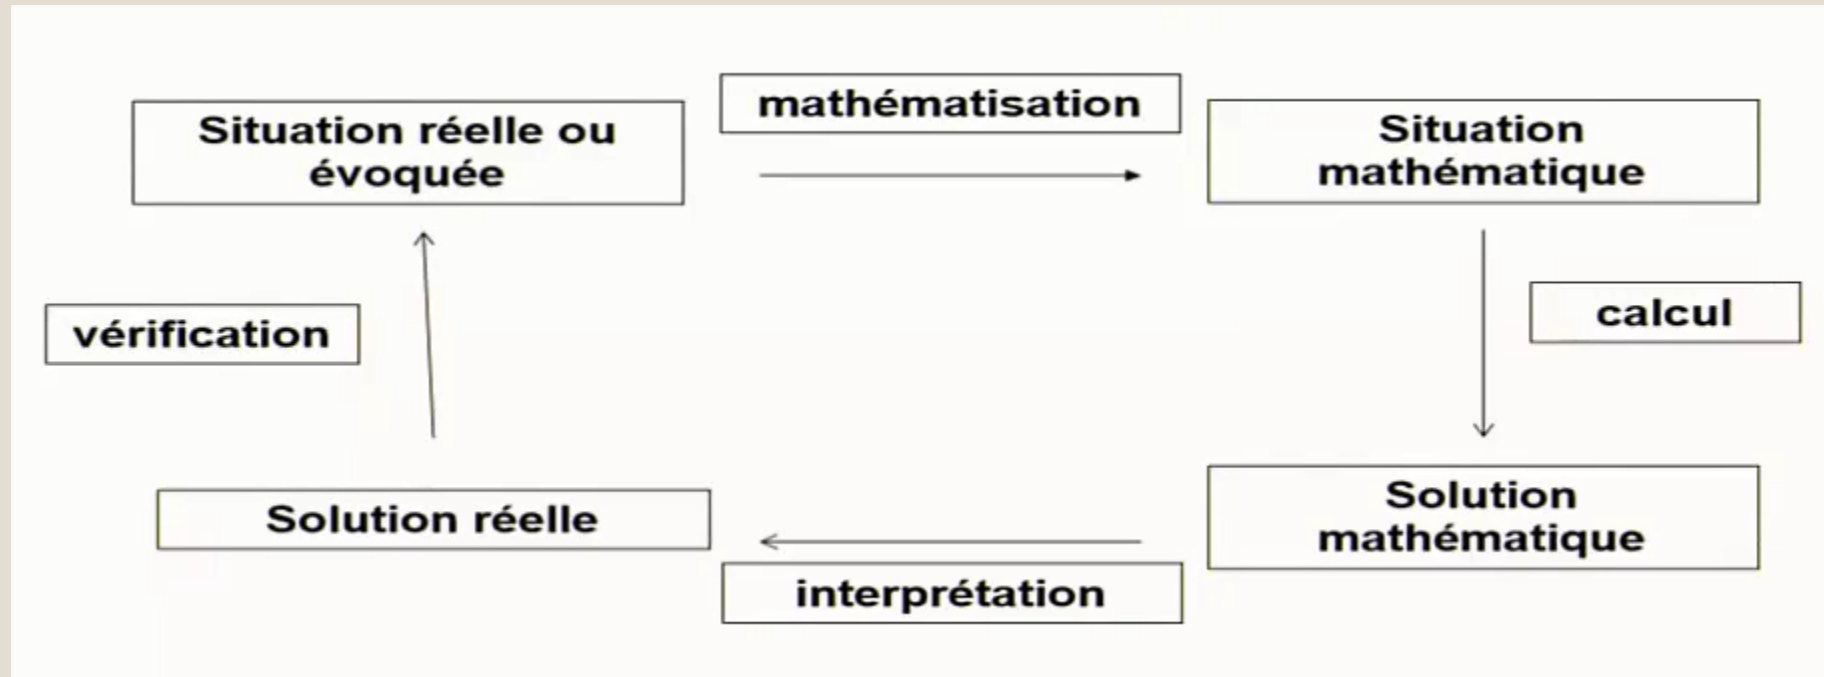 mathématisation
Situation réelle ou
évoquée
Situation
mathématique
vérification
calcul
Solution réelle
Solution
mathématique
interprétation